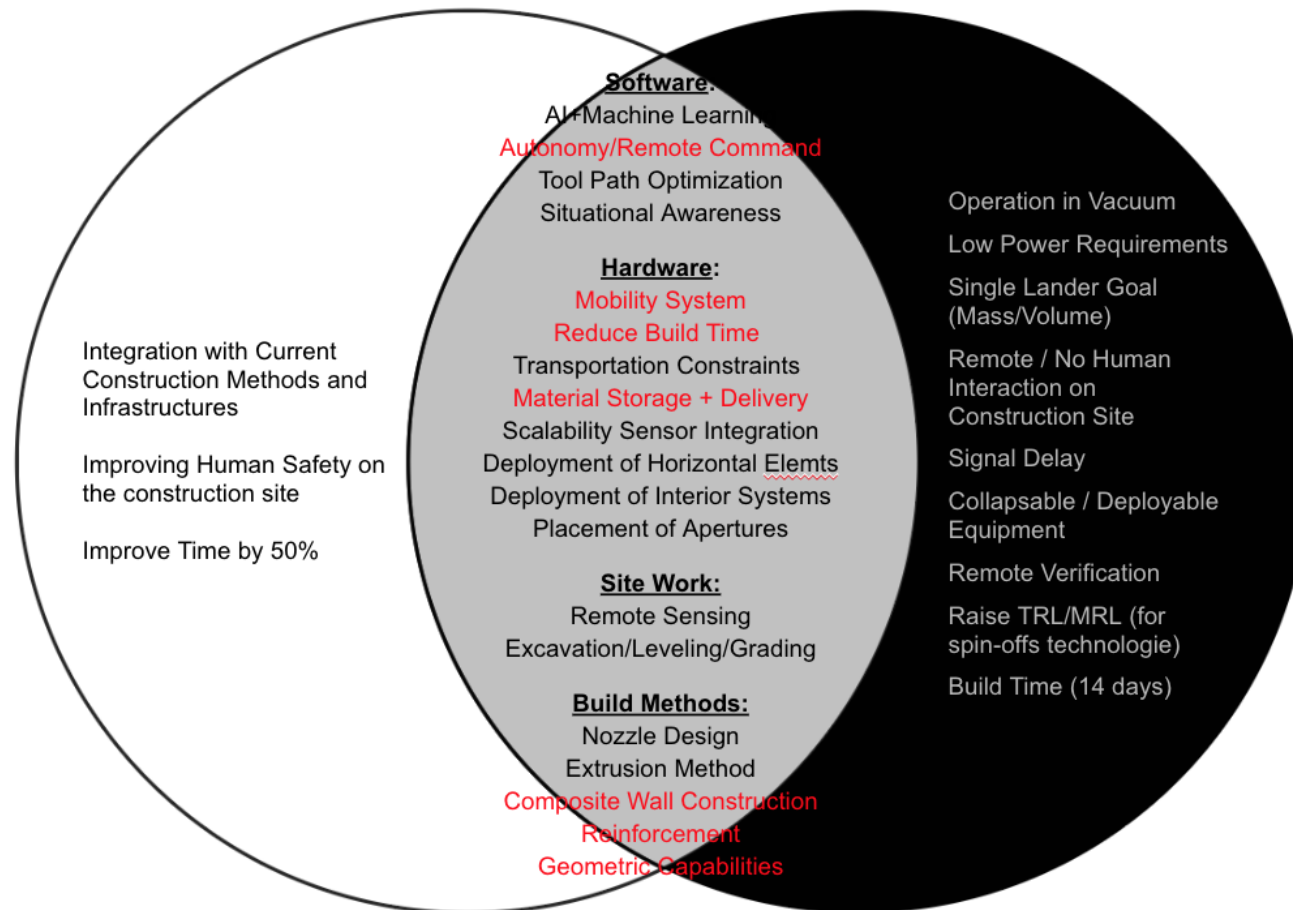 Integration with Current
Construction Methods and
Infrastructures
Improving Human Safety on
the construction site
Improve Time by 50%
Software:
AI+Machine Learning
Autonomy/Remote Command
Tool Path Optimization
Situational Awareness
Hardware:
Mobility System
Reduce Build Time
Transportation Constraints
Material Storage + Delivery
Scalability Sensor Integration
Deployment of Horizontal Elemts
Deployment of Interior Systems
Placement of Apertures
Site Work:
Remote Sensing
Excavation/Leveling/Grading
Build Methods:
Nozzle Design
Extrusion Method
Composite Wall Construction
Reinforcement
Geometric Capabilities
Operation in Vacuum
Low Power Requirements
Single Lander Goal
(Mass/Volume)
Remote / No Human
Interaction on
Construction Site
Signal Delay
Collapsable / Deployable
Equipment
Remote Verification
Raise TRL/MRL (for
spin-offs technologie)
Build Time (14 days)